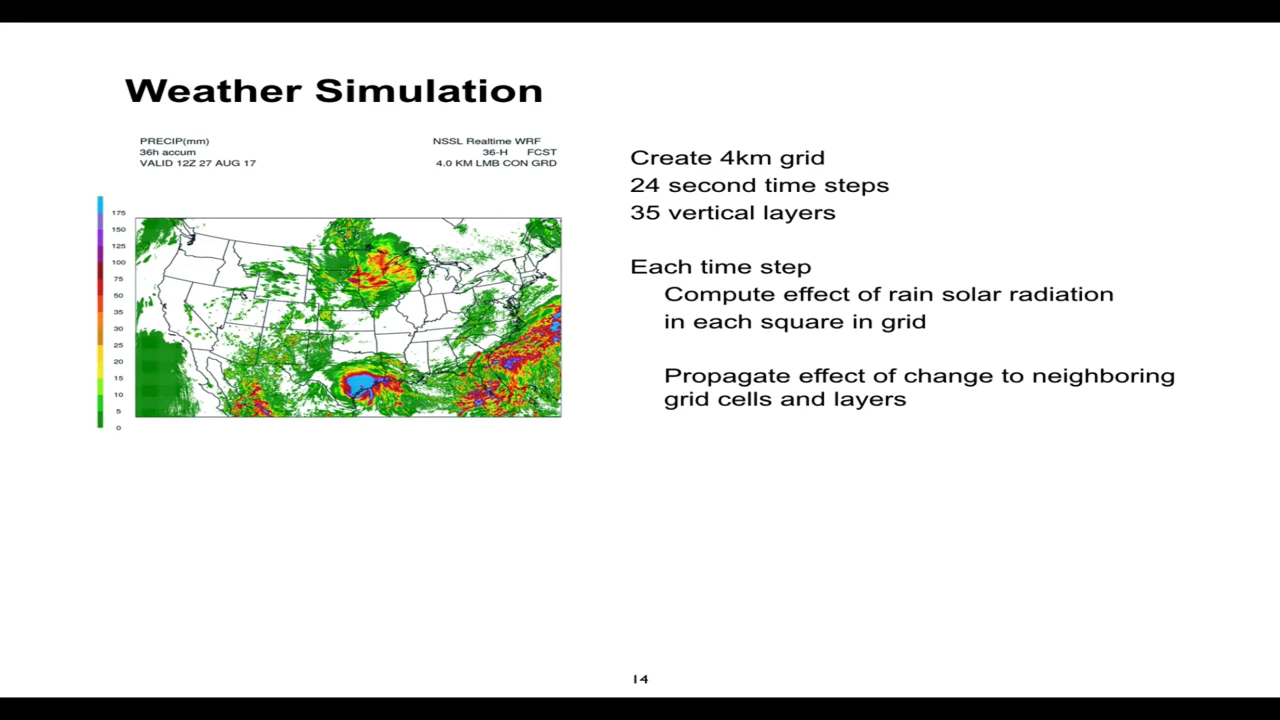 Weather Simulation
PRECIP(mm)
36h accum
VALID 12Z 27 AUG 17
NSSL Realtime WRF
36-H FCST
4.0 KM LMB CON GRD
175
150
125
100
75
50
35
30
25
20
15
10
5
0
Create 4km grid
24 second time steps
35 vertical layers
Each time step
Compute effect of rain solar radiation
in each square in grid
Propagate effect of change to neighboring
grid cells and layers
14